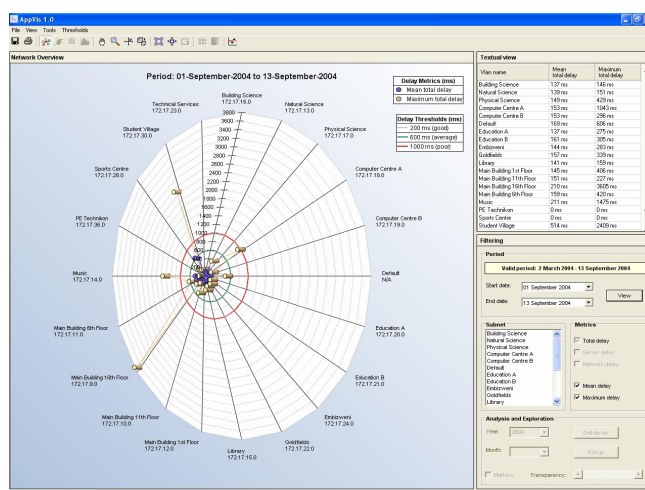 AppVis 1.0
File View Tools Thresholds
Network Overview
Period: 01-September-2004 to 13-September-2004
Delay Metrics (ms)
Mean total delay
Maximum total delay
Delay Thresholds (ms)
200 ms (good)
600 ms (average)
1000 ms (poor)
Building Science
172.17.16.0
Natural Science
172.17.13.0
Physical Science
172.17.17.0
Computer Centre A
172.17.18.0
Computer Centre B
172.17.19.0
Default
N/A
Education A
172.17.20.0
Education B
172.17.21.0
Embizweni
172.17.24.0
Goldfields
172.17.22.0
Library
172.17.15.0
Main Building 1st Floor
172.17.12.0
Main Building 11th Floor
172.17.10.0
Main Building 16th Floor
172.17.9.0
Main Building 6th Floor
172.17.11.0
Music
172.17.14.0
PE Technikon
172.17.36.0
Sports Centre
172.17.26.0
Student Village
172.17.30.0
Technical Services
172.17.23.0
3800
3600
3400
3200
3000
2800
2600
2400
2200
2000
1800
1600
1400
1200
1000
800
600
Textual view
Vlan name Mean total delay Maximum total delay
Building Science 137 ms 146 ms
Natural Science 139 ms 151 ms
Physical Science 149 ms 429 ms
Computer Centre A 153 ms 1043 ms
Computer Centre B 153 ms 296 ms
Default 169 ms 606 ms
Education A 137 ms 275 ms
Education B 161 ms 305 ms
Embizweni 144 ms 283 ms
Goldfields 157 ms 339 ms
Library 141 ms 159 ms
Main Building 1st Floor 145 ms 406 ms
Main Building 11th Floor 151 ms 227 ms
Main Building 16th Floor 210 ms 3605 ms
Main Building 6th Floor 159 ms 420 ms
Music 211 ms 1475 ms
PE Technikon 0 ms 0 ms
Sports Centre 0 ms 0 ms
Student Village 514 ms 2409 ms
Filtering
Period
Valid period: 2 March 2004 - 13 September 2004
Start date: 01 September 2004
End date: 13 September 2004
View
Subnet
Building Science
Natural Science
Physical Science
Computer Centre A
Computer Centre B
Default
Education A
Education B
Embizweni
Goldfields
Library
Metrics
Total delay
Server delay
Network delay
Mean delay
Maximum delay
Analysis and Exploration
Year: 2004
Drill-down
Month:
Roll-up
Markers
Transparency: